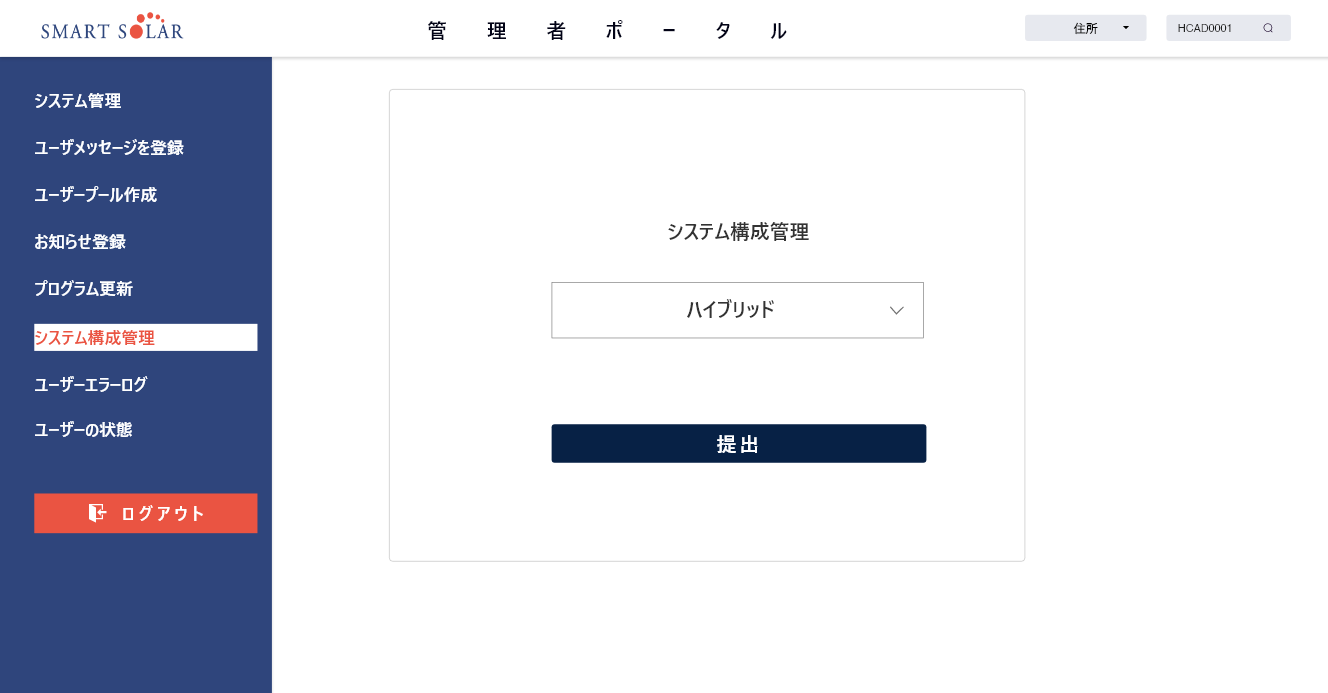 SMART SOLAR
管理者ポータル
住所
HCAD0001
システム管理
ユーザメッセージを登録
ユーザープール作成
お知らせ登録
プログラム更新
システム構成管理
ユーザーエラーログ
ユーザーの状態
ログアウト
システム構成管理
ハイブリッド
提出